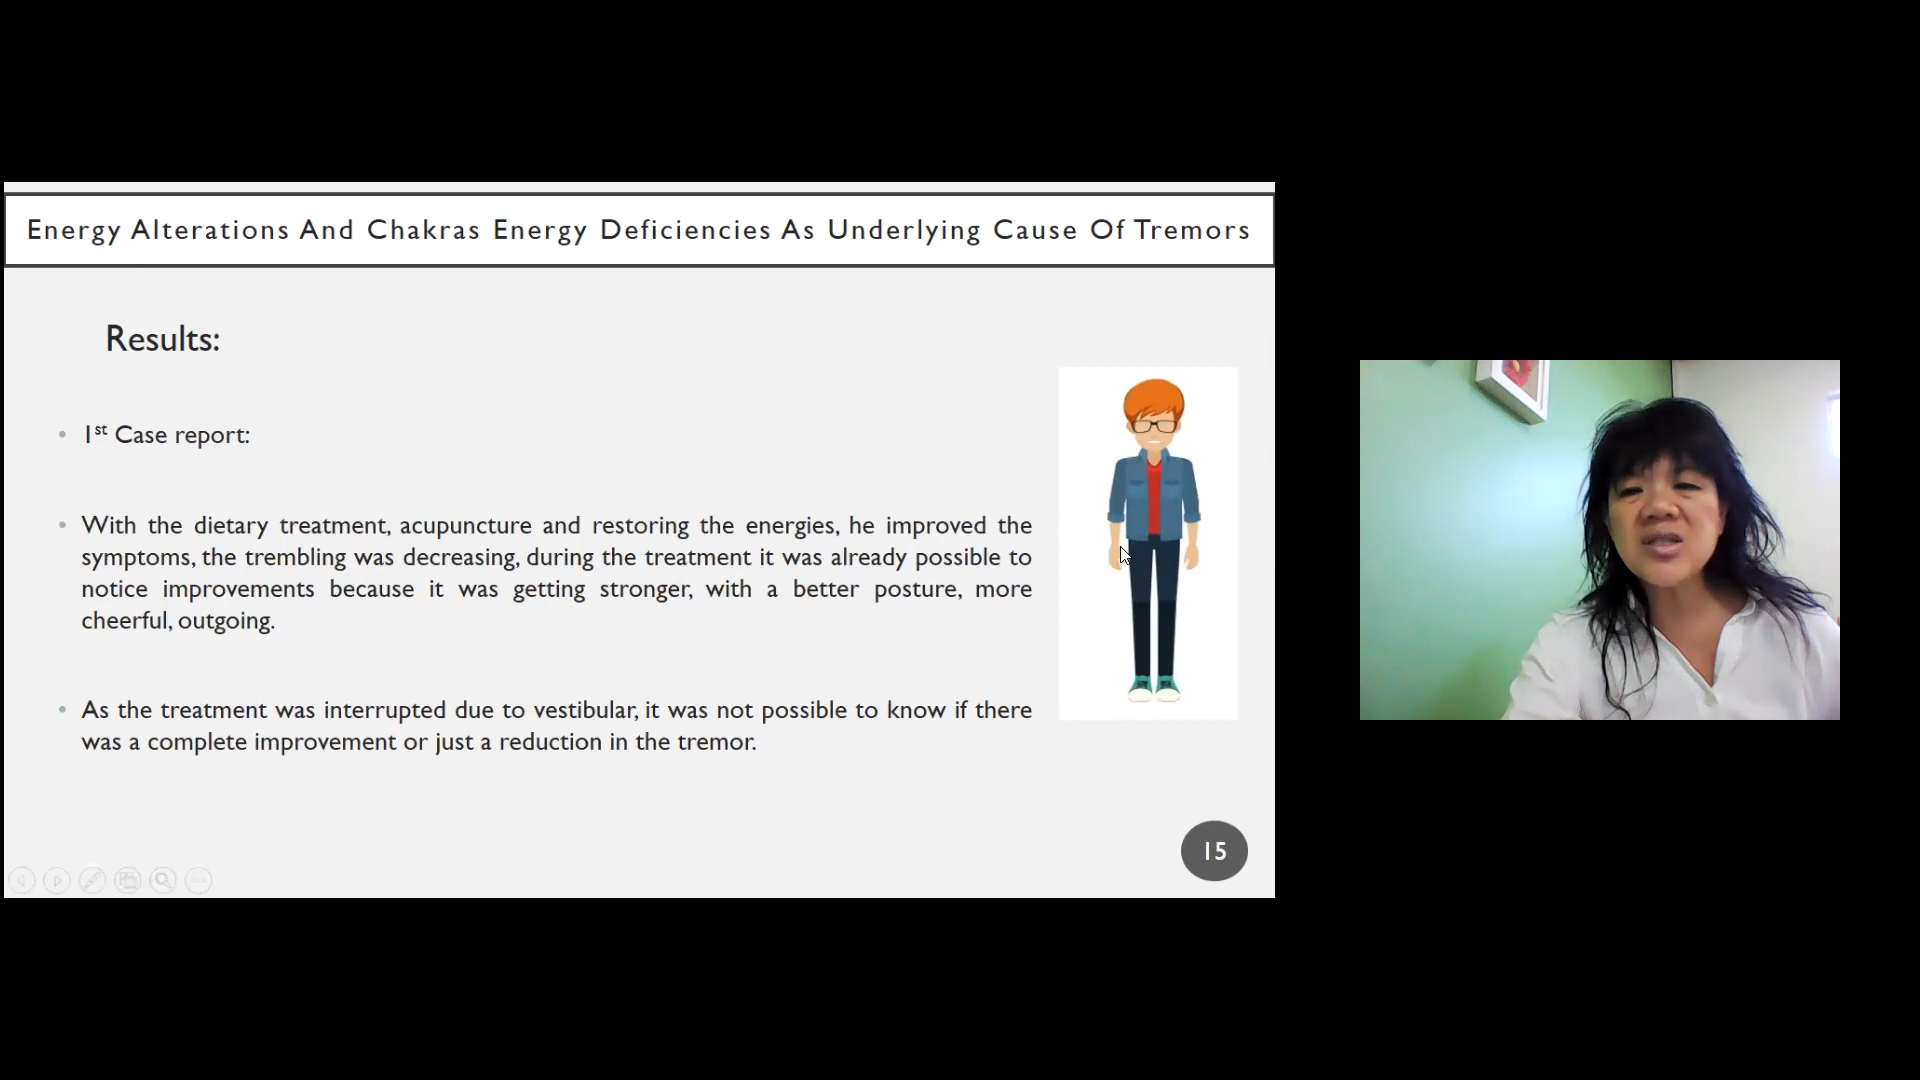 Energy Alterations And Chakras Energy Deficiencies As Underlying Cause Of Tremors
Results:
• 1st Case report:
• With the dietary treatment, acupuncture and restoring the energies, he improved the
symptoms, the trembling was decreasing, during the treatment it was already possible to
notice improvements because it was getting stronger, with a better posture, more
cheerful, outgoing.
• As the treatment was interrupted due to vestibular, it was not possible to know if there
was a complete improvement or just a reduction in the tremor.
15